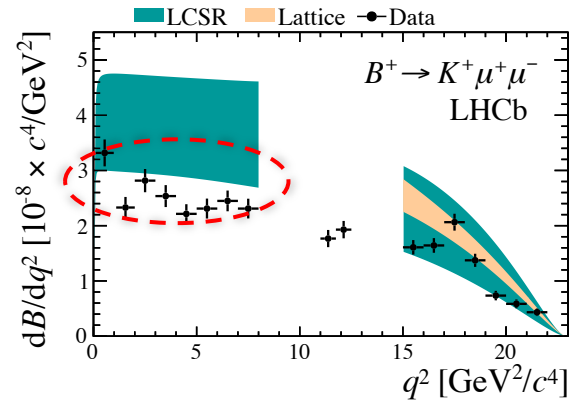 LCSR Lattice Data
B⁺ → K⁺ μ⁺ μ⁻
LHCb
dB/dq² [10⁻⁸ × c⁴/GeV²]
5
4
3
2
1
0
0 5 10 15 20
q² [GeV²/c⁴]